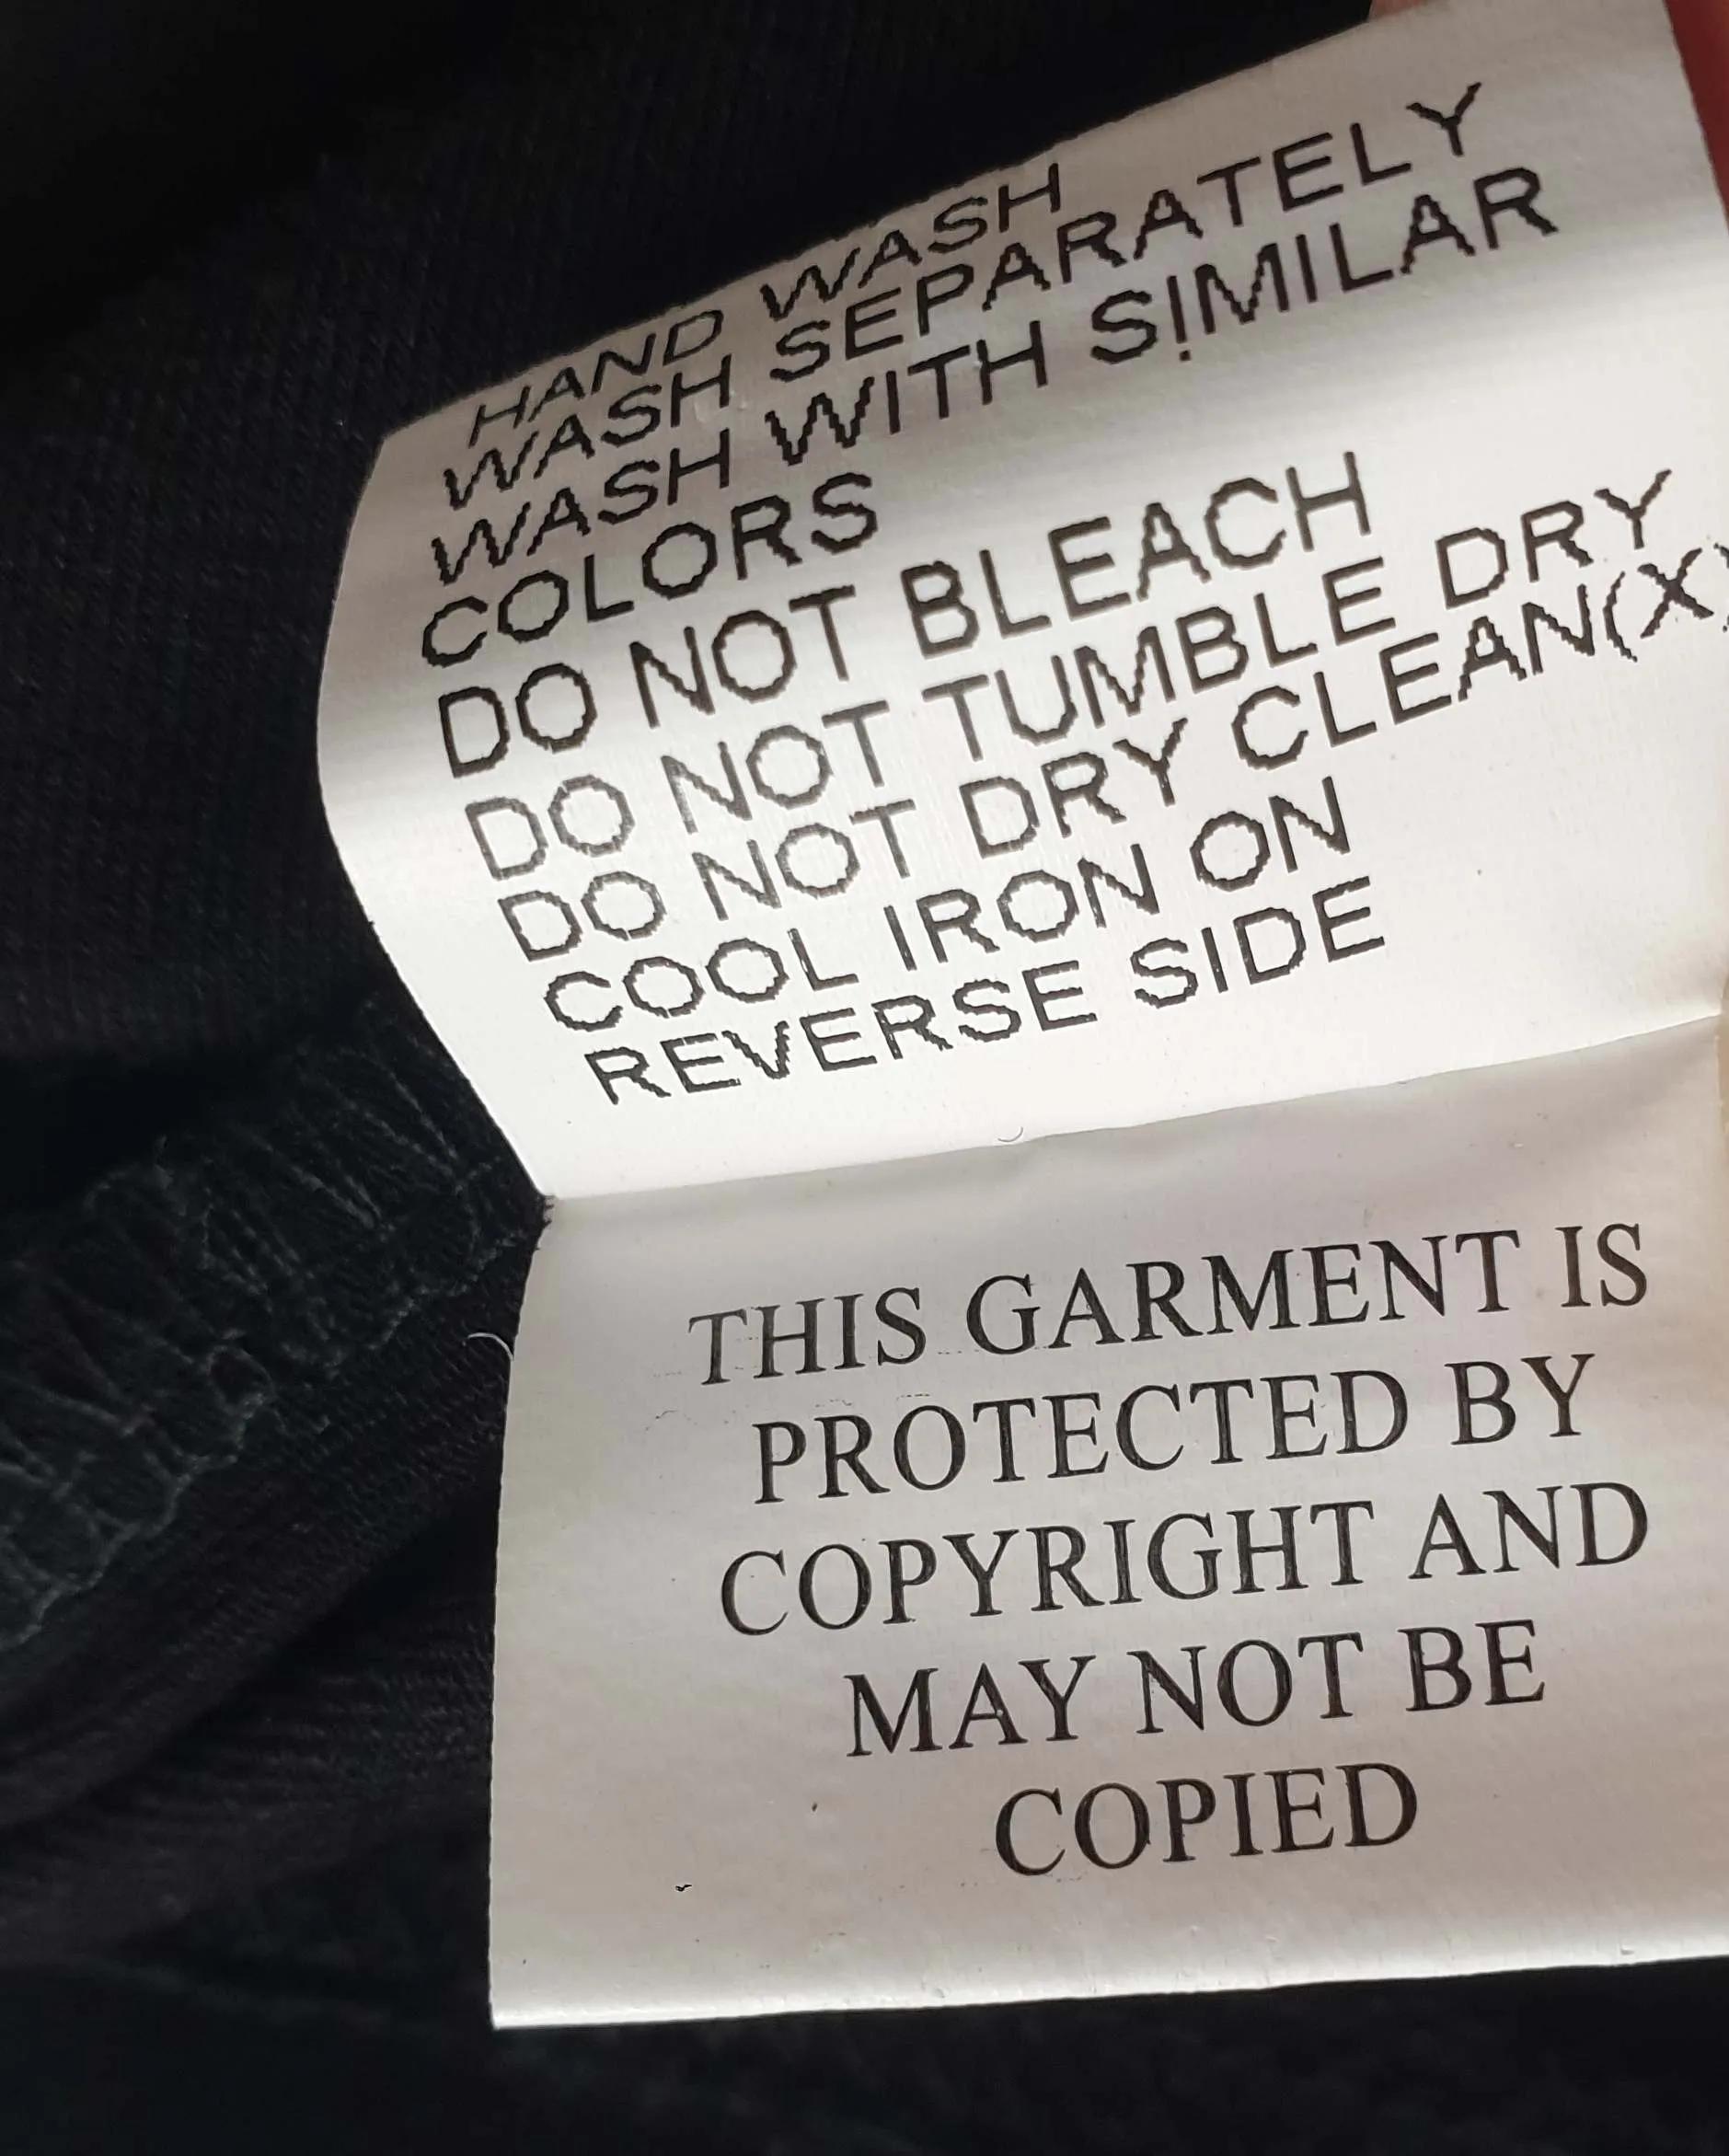 HAND WASH
WASH SEPARATELY
WASH WITH SIMILAR
COLORS
DO NOT BLEACH
DO NOT TUMBLE DRY
DO NOT DRY CLEAN(X)
COOL IRON ON
REVERSE SIDE
THIS GARMENT IS
PROTECTED BY
COPYRIGHT AND
MAY NOT BE
COPIED